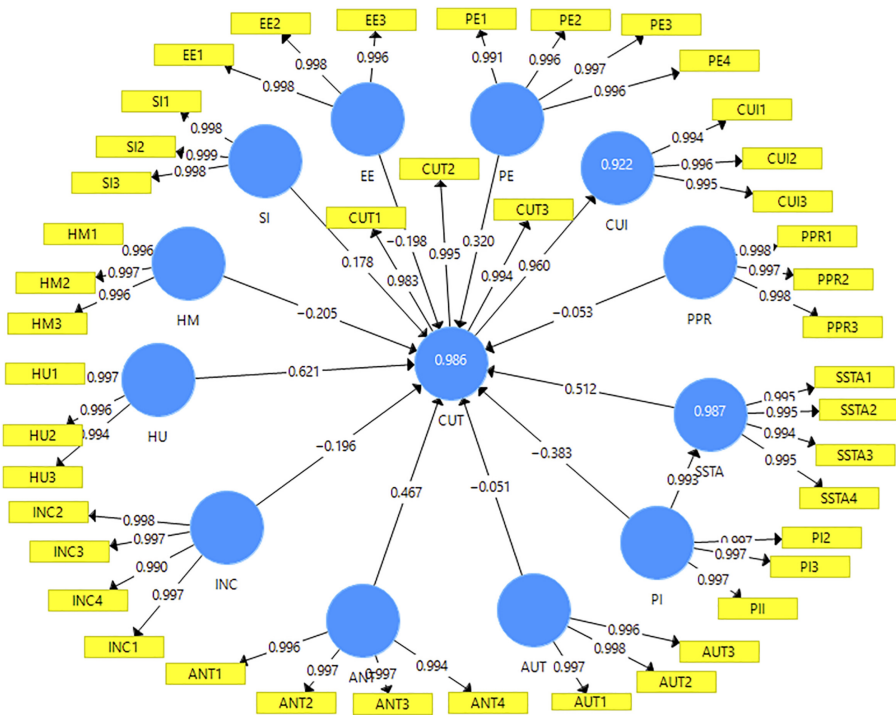 EE2
EE3
PE1
PE2
PE3
EE1
0.998
0.996
0.991
0.996
0.997
PE4
0.998
0.996
SI1
0.998
SI2
0.999
SI3
0.998
SI
EE
PE
CUT2
0.922
CUI
CUI1
0.994
CUI2
0.996
CUI3
0.995
CUT1
CUT3
HM1
0.996
HM2
0.997
HM3
0.996
HM
0.178
−0.198
0.983
0.995
0.320
0.994
0.960
PPR1
0.998
PPR2
0.997
PPR3
0.998
PPR
−0.205
−0.053
0.986
CUT
HU1
0.997
HU2
0.996
HU3
0.994
HU
0.621
0.512
0.987
SSTA
SSTA1
0.995
SSTA2
0.995
SSTA3
0.994
SSTA4
0.995
−0.196
−0.383
0.993
0.467
−0.051
INC2
0.998
INC3
0.997
INC4
0.990
INC1
0.997
INC
PI2
0.997
PI3
0.997
PII
0.997
PI
ANT
ANT1
0.996
ANT2
0.997
ANT3
0.997
ANT4
0.994
AUT
AUT3
0.996
AUT2
0.998
AUT1
0.997